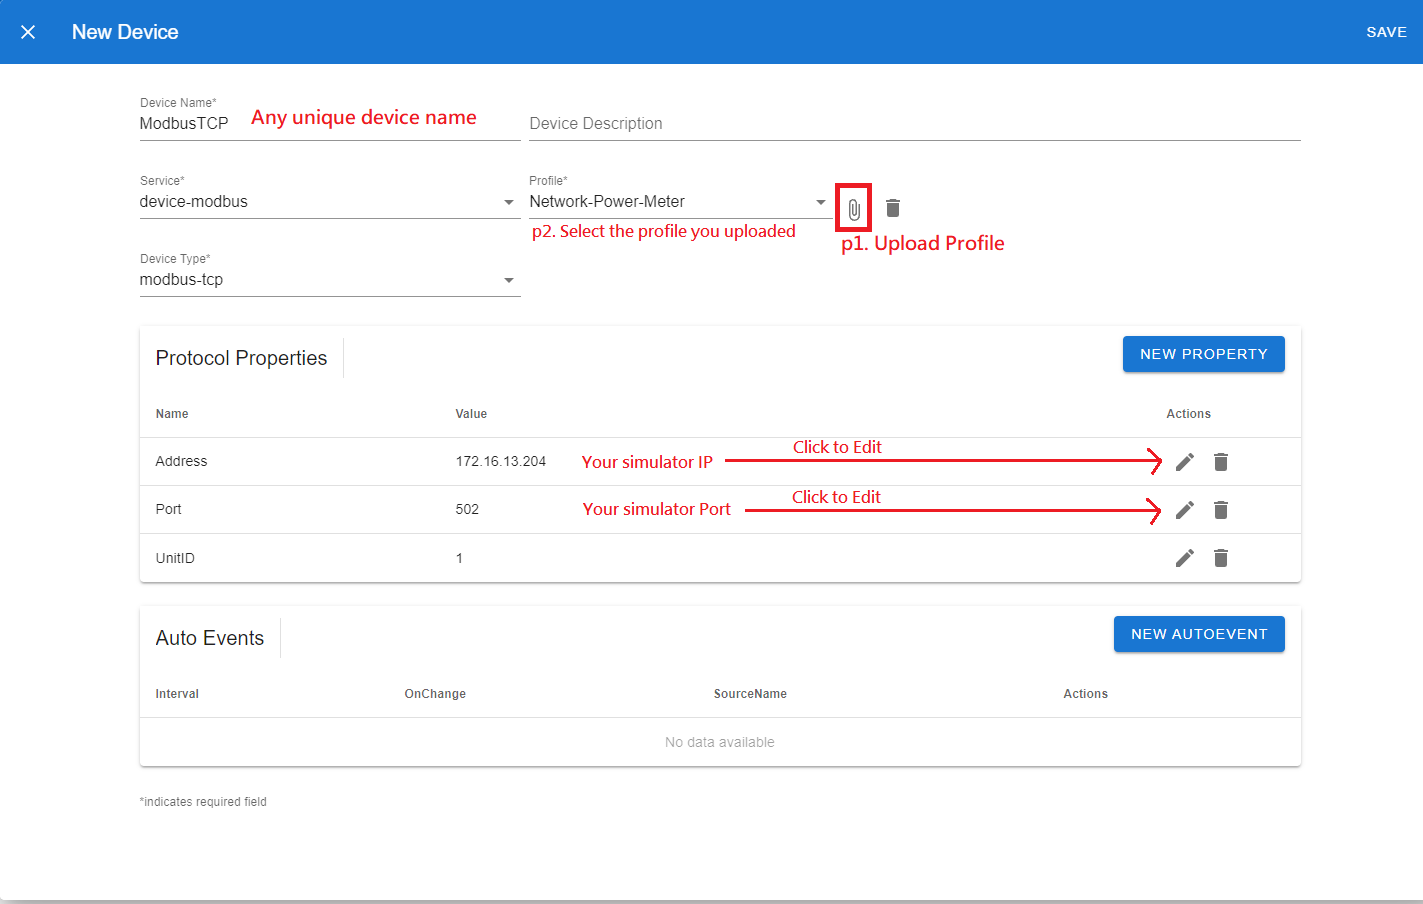 New Device
SAVE
Device Name*
ModbusTCP
Any unique device name
Device Description
Service*
device-modbus
Profile*
Network-Power-Meter
p2. Select the profile you uploaded
p1. Upload Profile
Device Type*
modbus-tcp
Protocol Properties
NEW PROPERTY
Name Value Actions
Address 172.16.13.204 Your simulator IP Click to Edit
Port 502 Your simulator Port Click to Edit
UnitID 1
Auto Events
NEW AUTOEVENT
Interval OnChange SourceName Actions
No data available
*indicates required field